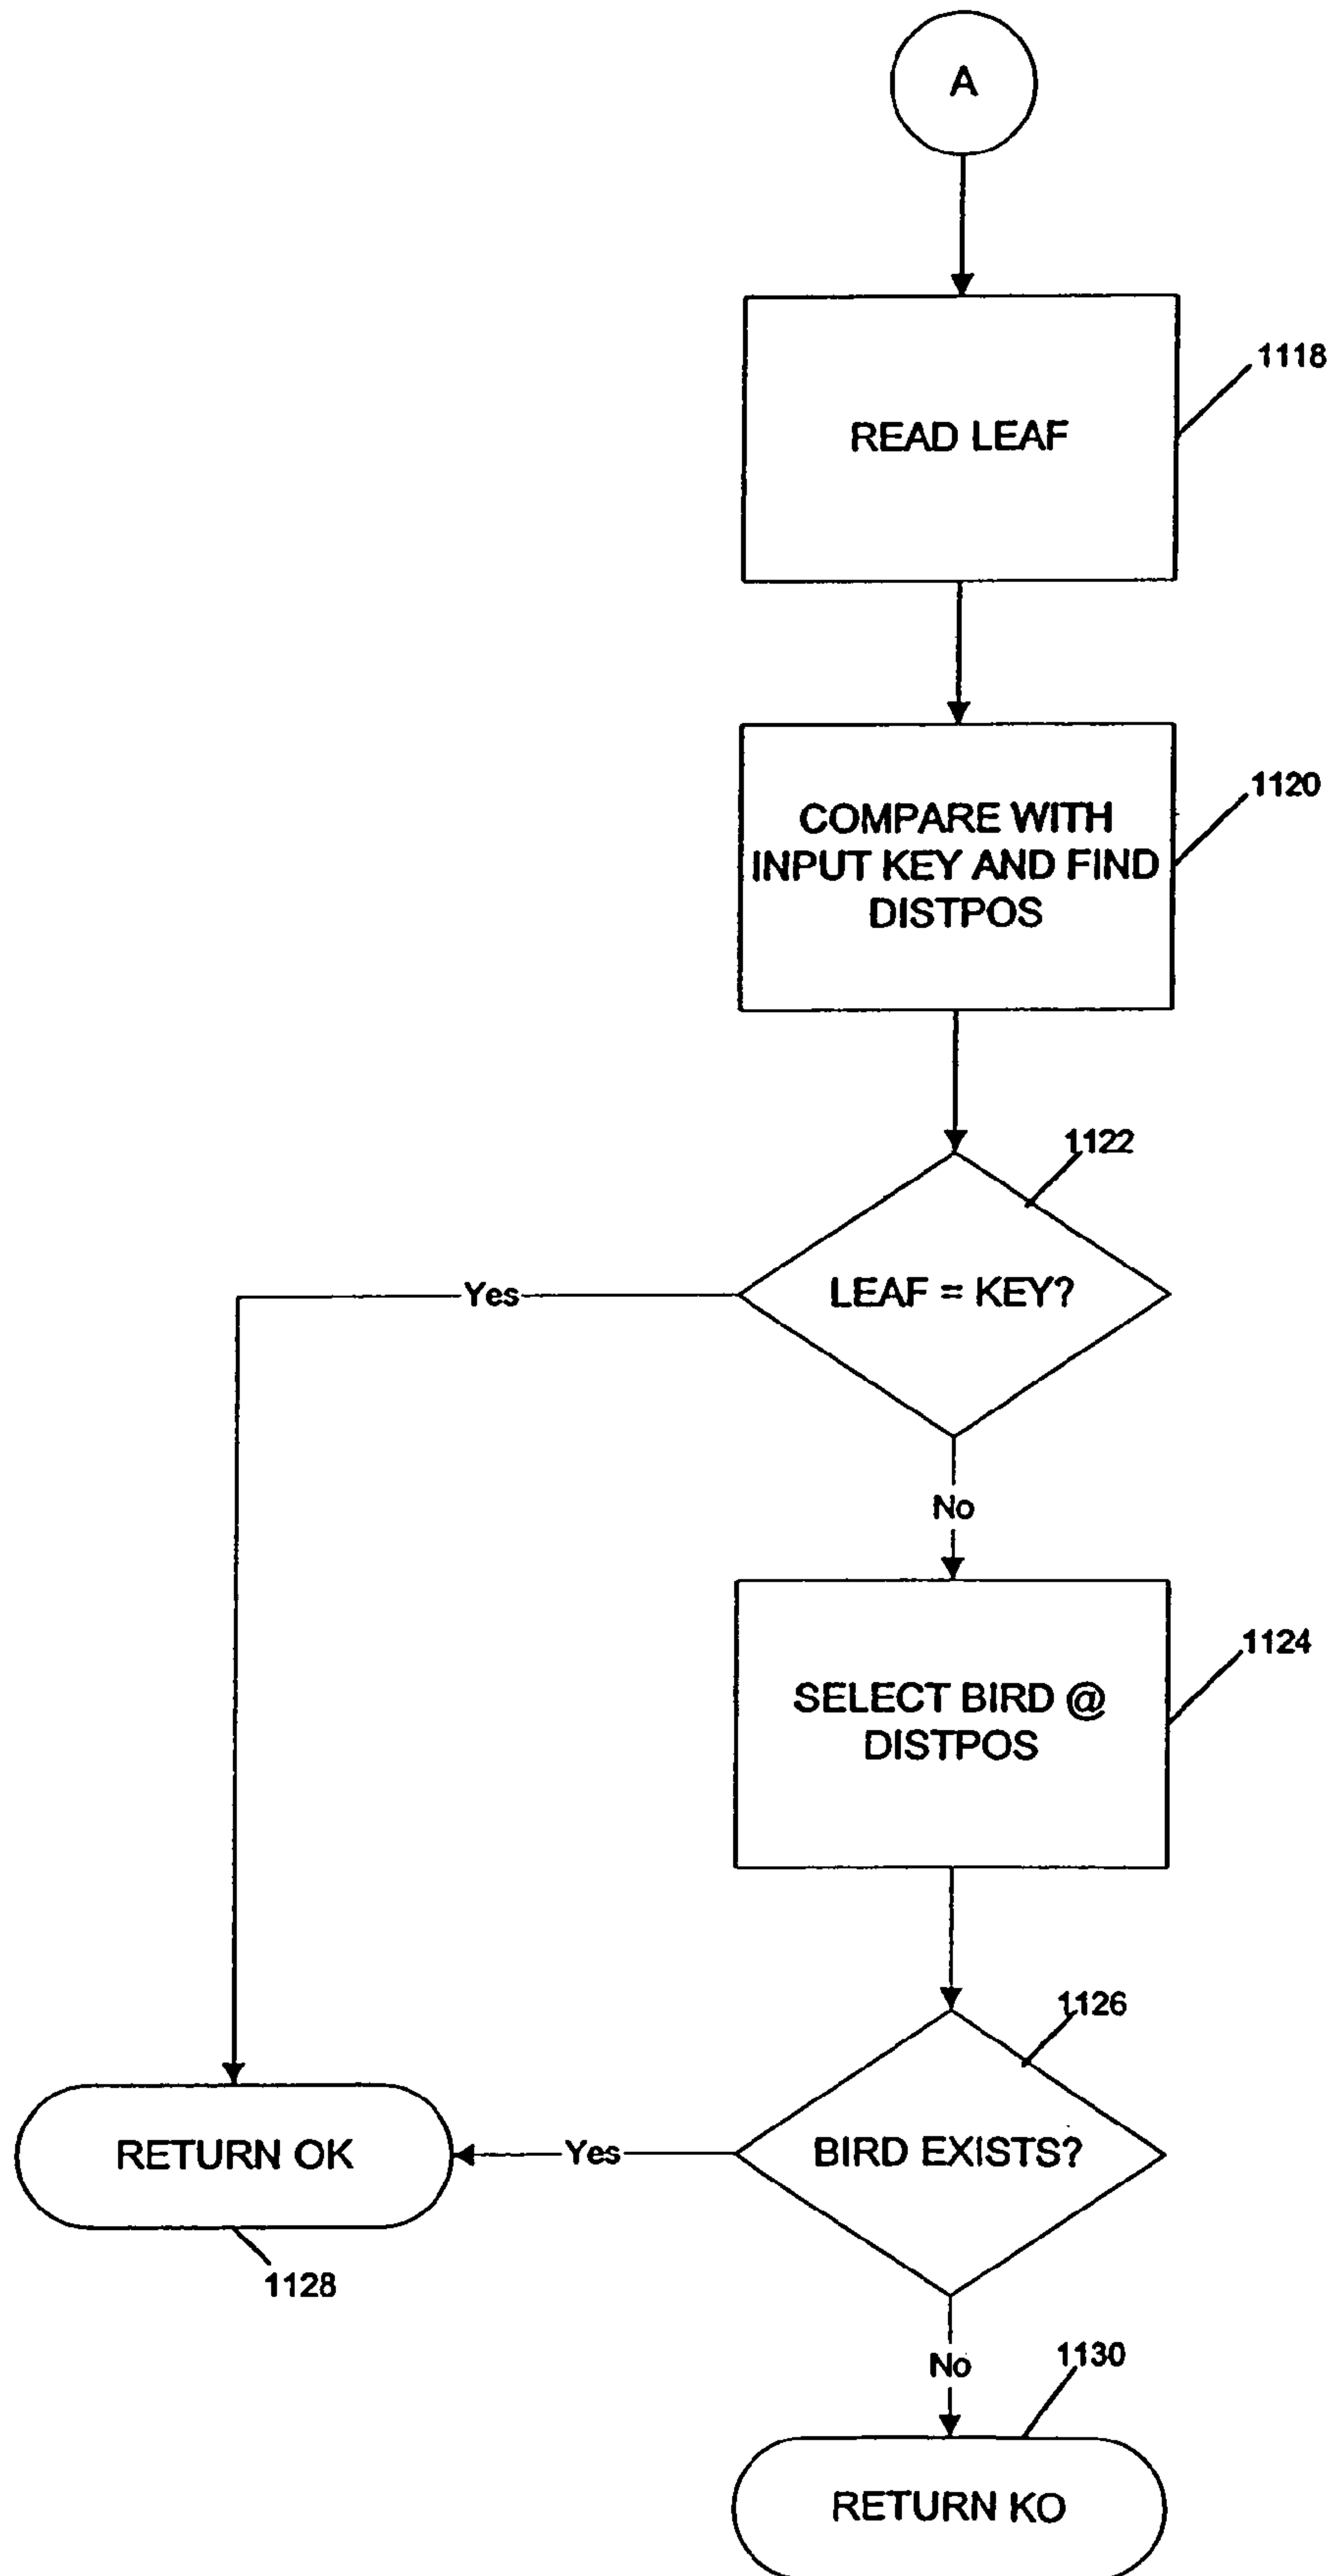 A
READ LEAF
1118
COMPARE WITH
INPUT KEY AND FIND
DISTPOS
1120
1122
LEAF = KEY?
Yes
No
SELECT BIRD @
DISTPOS
1124
1126
BIRD EXISTS?
Yes
RETURN OK
1128
No
1130
RETURN KO